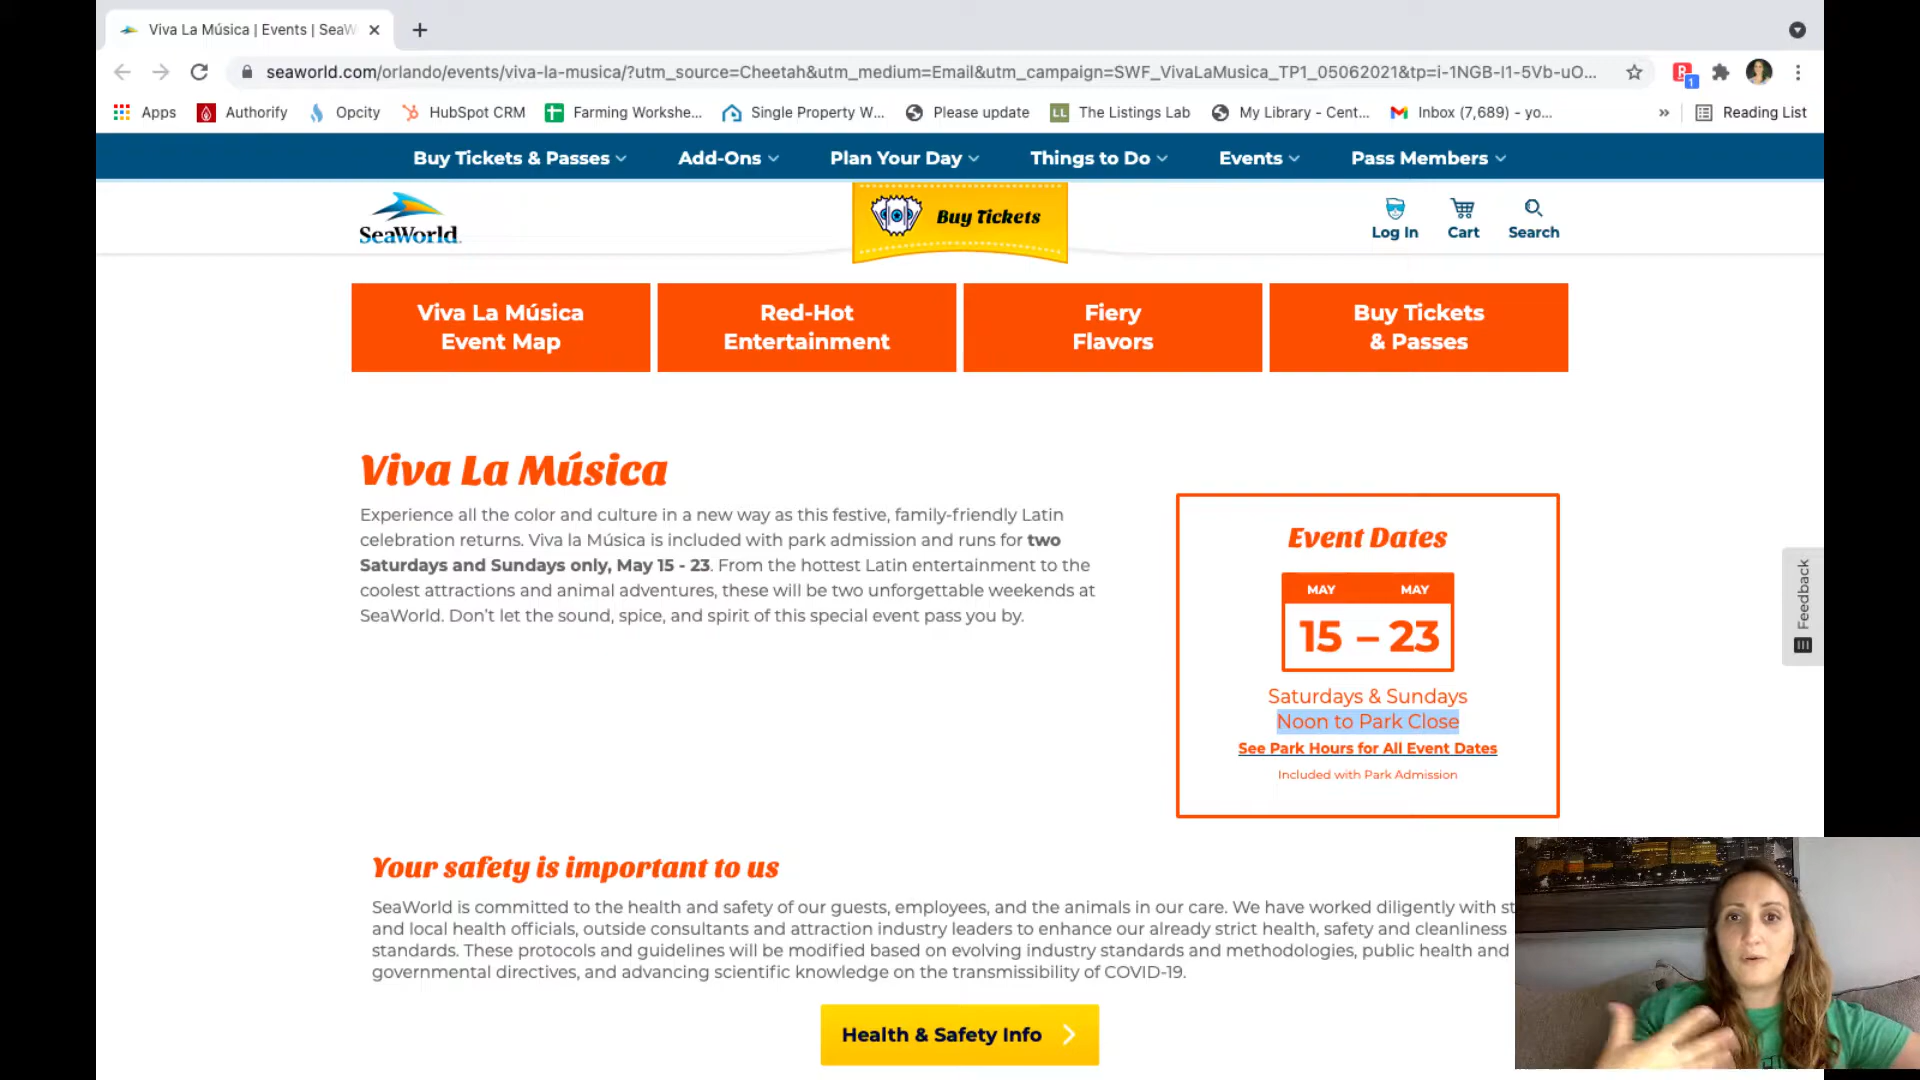 Viva La Música | Events | SeaW
seaworld.com/orlando/events/viva-la-musica/?utm_source=Cheetah&utm_medium=Email&utm_campaign=SWF_VivaLaMusica_TP1_05062021&tp=i-1NGB-I1-5Vb-uO...
1
Apps Authorify Opcity HubSpot CRM Farming Workshe... Single Property W... Please update LL The Listings Lab My Library - Cent... Inbox (7,689) - yo... » Reading List
Buy Tickets & Passes Add-Ons Plan Your Day Things to Do Events Pass Members
SeaWorld
Buy Tickets
Log In Cart Search
Viva La Música
Event Map
Red-Hot
Entertainment
Fiery
Flavors
Buy Tickets
& Passes
Viva La Música
Experience all the color and culture in a new way as this festive, family-friendly Latin
celebration returns. Viva la Música is included with park admission and runs for two
Saturdays and Sundays only, May 15 - 23. From the hottest Latin entertainment to the
coolest attractions and animal adventures, these will be two unforgettable weekends at
SeaWorld. Don't let the sound, spice, and spirit of this special event pass you by.
Event Dates
MAY MAY
15 – 23
Saturdays & Sundays
Noon to Park Close
See Park Hours for All Event Dates
Included with Park Admission
Feedback
Your safety is important to us
SeaWorld is committed to the health and safety of our guests, employees, and the animals in our care. We have worked diligently with st
and local health officials, outside consultants and attraction industry leaders to enhance our already strict health, safety and cleanliness
standards. These protocols and guidelines will be modified based on evolving industry standards and methodologies, public health and
governmental directives, and advancing scientific knowledge on the transmissibility of COVID-19.
Health & Safety Info